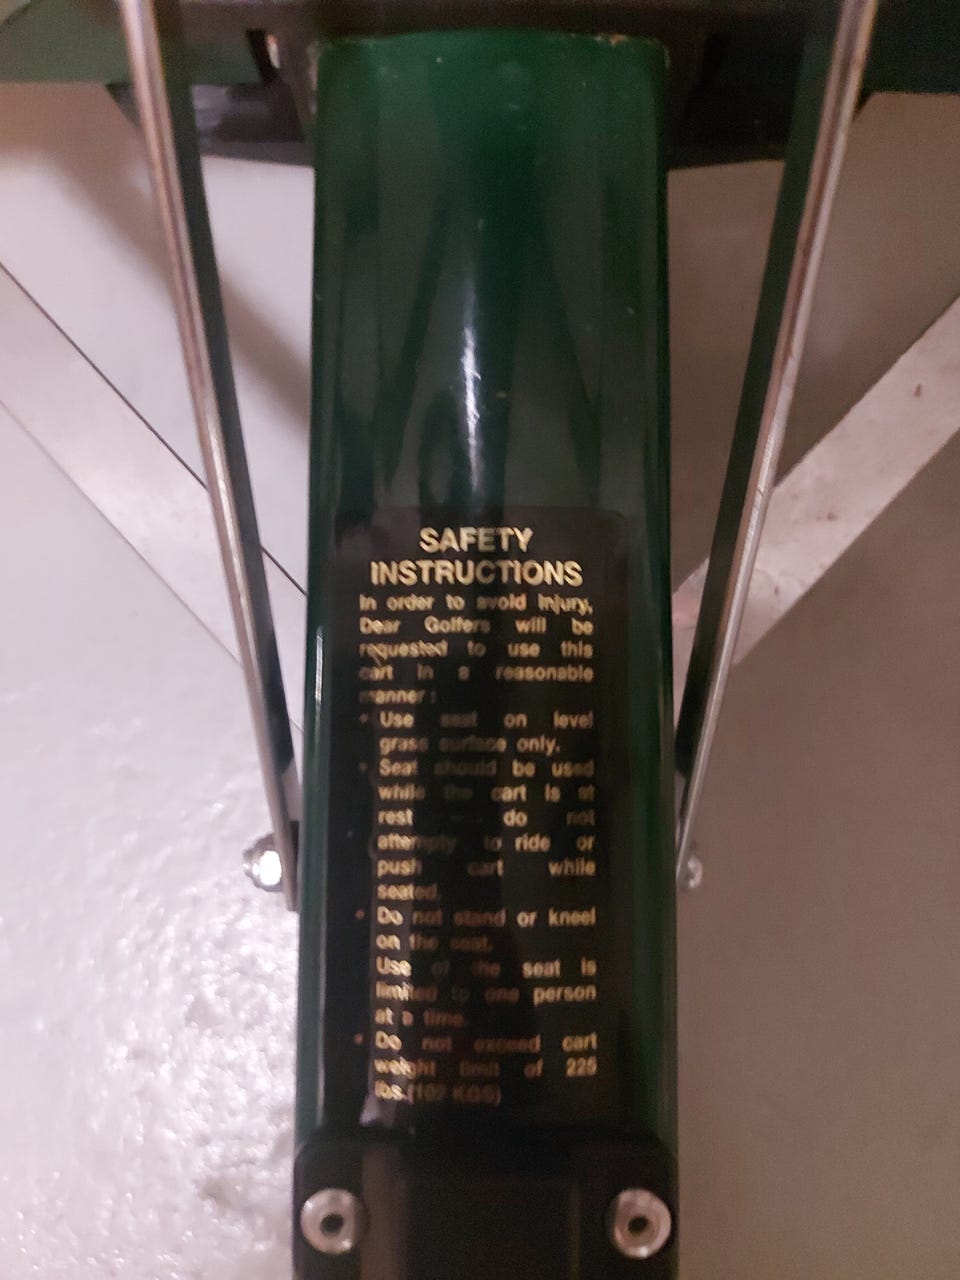 SAFETY
INSTRUCTIONS
In order to avoid injury,
Dear Golfers will be
requested to use this
cart in a reasonable
manner :
• Use seat on level
grass surface only.
• Seat should be used
while the cart is at
rest do not
attemply to ride or
push cart while
seated.
• Do not stand or kneel
on the seat.
Use of the seat is
limited to one person
at a time.
• Do not exceed cart
weight limit of 225
lbs.(102 KGS)